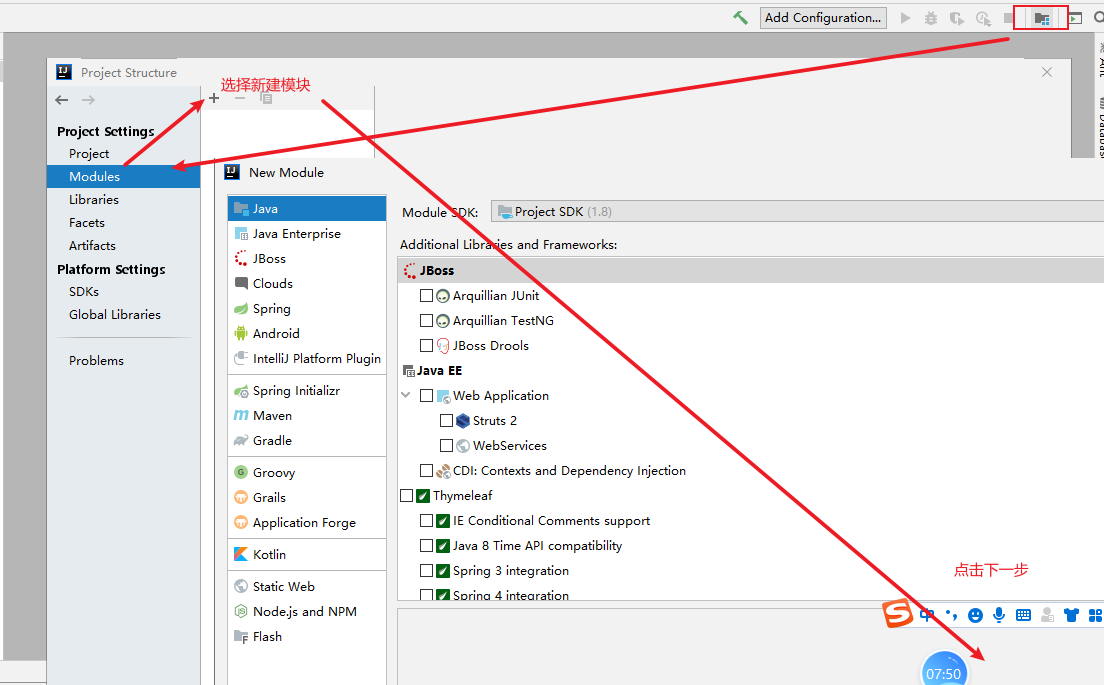 Add Configuration...
Project Structure
选择新建模块
Project Settings
Project
Modules
Libraries
Facets
Artifacts
Platform Settings
SDKs
Global Libraries
Problems
New Module
Java
Java Enterprise
JBoss
Clouds
Spring
Android
IntelliJ Platform Plugin
Spring Initializr
Maven
Gradle
Groovy
Grails
Application Forge
Kotlin
Static Web
Node.js and NPM
Flash
Module SDK: Project SDK (1.8)
Additional Libraries and Frameworks:
JBoss
Arquillian JUnit
Arquillian TestNG
JBoss Drools
Java EE
Web Application
Struts 2
WebServices
CDI: Contexts and Dependency Injection
Thymeleaf
IE Conditional Comments support
Java 8 Time API compatibility
Spring 3 integration
Spring 4 integration
点击下一步
中
07:50